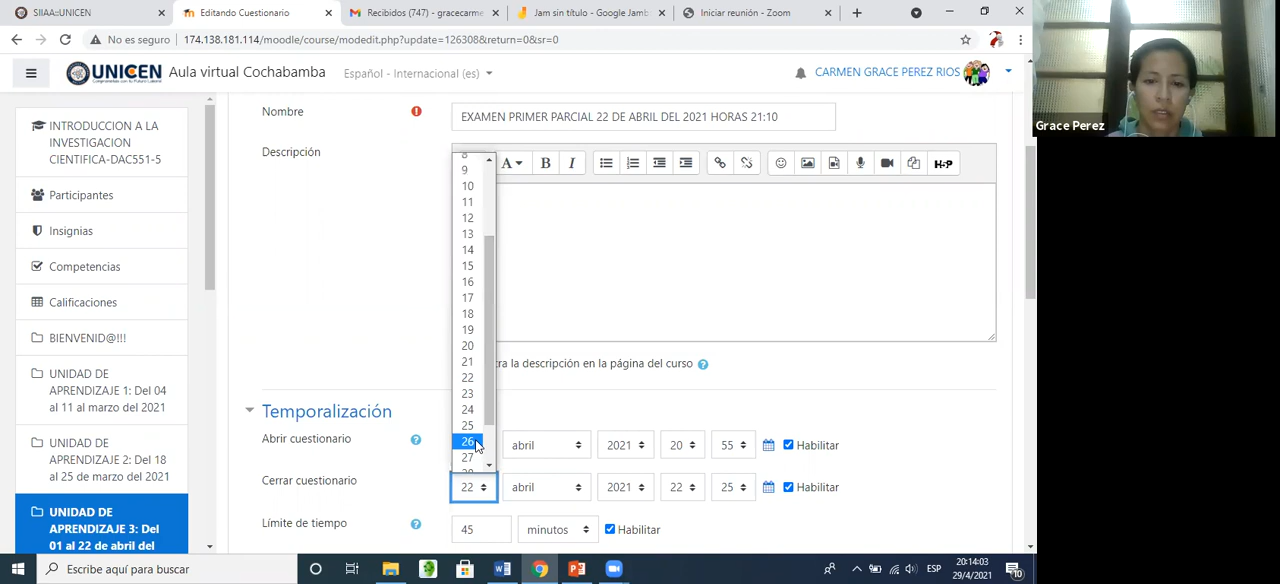 SIIAA::UNICEN
Editando Cuestionario
Recibidos (747) - gracecarme
Jam sin título - Google Jamb
Iniciar reunión - Zoom
No es seguro
174.138.181.114/moodle/course/modedit.php?update=126308&return=0&sr=0
UNICEN
Aula virtual Cochabamba
Español - Internacional (es)
CARMEN GRACE PEREZ RIOS
Grace Perez
INTRODUCCION A LA
INVESTIGACION
CIENTIFICA-DAC551-5
Participantes
Insignias
Competencias
Calificaciones
BIENVENID@!!!
UNIDAD DE
APRENDIZAJE 1: Del 04
al 11 al marzo del 2021
UNIDAD DE
APRENDIZAJE 2: Del 18
al 25 de marzo del 2021
UNIDAD DE
APRENDIZAJE 3: Del
01 al 22 de abril del
Nombre
EXAMEN PRIMER PARCIAL 22 DE ABRIL DEL 2021 HORAS 21:10
Descripción
A B I
H-P
8
9
10
11
12
13
14
15
16
17
18
19
20
21
22
23
24
25
26
27
28
ra la descripción en la página del curso
Temporalización
Abrir cuestionario
abril 2021 20 55 Habilitar
Cerrar cuestionario
22 abril 2021 22 25 Habilitar
Límite de tiempo
45 minutos Habilitar
Escribe aquí para buscar
ESP
20:14:03
29/4/2021
10